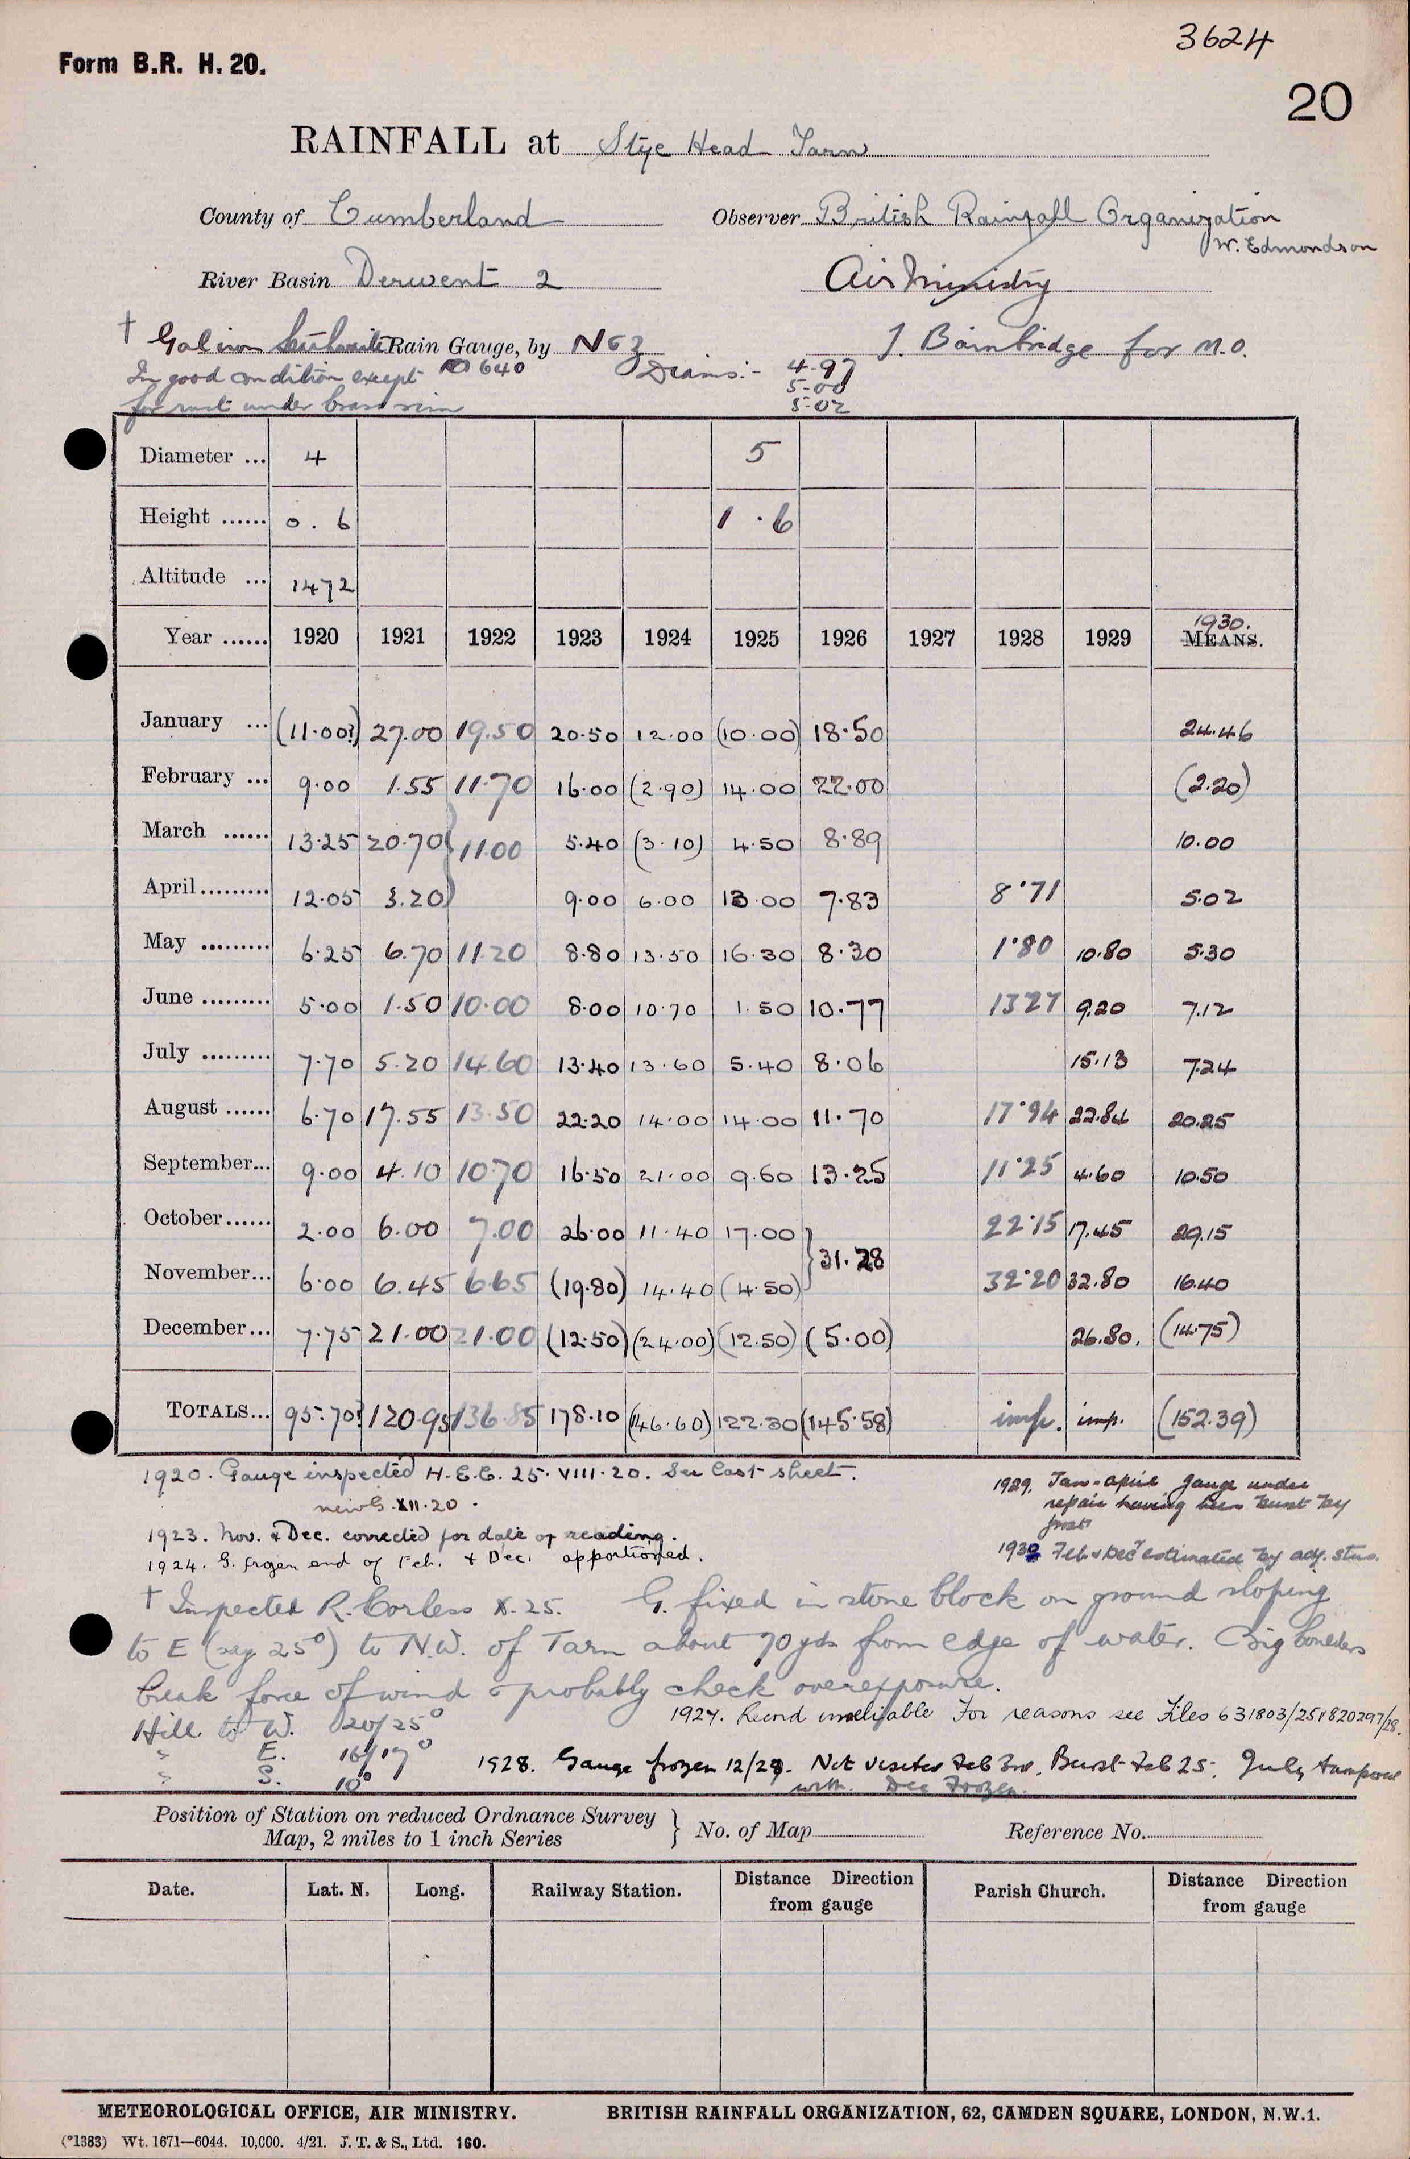 3624
Form B.R. H. 20.
20
RAINFALL at Stye Head Tarn
County of Cumberland Observer British Rainfall Organization
W. Edmondson
River Basin Derwent 2 Air Ministry
† Gal iron Rain Gauge, by N & Z J. Bainbridge for M.O.
In good condition except 640 Diams:- 4.97
5.00
for rust under brass rim 5.02
Diameter ... 4 5
Height ...... 0.6 1.6
Altitude ... 1472
1930.
Year ...... 1920 1921 1922 1923 1924 1925 1926 1927 1928 1929 MEANS.
January ... (11.00?) 27.00 19.50 20.50 12.00 (10.00) 18.50 24.46
February ... 9.00 1.55 11.70 16.00 (2.90) 14.00 22.00 (2.20)
March ...... 13.25 20.70 11.00 5.40 (3.10) 4.50 8.89 10.00
April ......... 12.05 3.20 9.00 6.00 13.00 7.83 8.71 5.02
May ......... 6.25 6.70 11.20 8.80 13.50 16.30 8.30 1.80 10.80 5.30
June ......... 5.00 1.50 10.00 8.00 10.70 1.50 10.77 13.27 9.20 7.12
July ......... 7.70 5.20 14.60 13.40 13.60 5.40 8.06 15.13 7.24
August ...... 6.70 17.55 13.50 22.20 14.00 14.00 11.70 17.94 22.84 20.25
September... 9.00 4.10 10.70 16.50 21.00 9.60 13.25 11.25 4.60 10.50
October...... 2.00 6.00 7.00 26.00 11.40 17.00 } 31.28 22.15 17.45 29.15
November... 6.00 6.45 6.65 (19.80) 14.40 (4.50) 32.20 32.80 16.40
December... 7.75 21.00 21.00 (12.50) (24.00) (12.50) (5.00) 26.80. (14.75)
TOTALS... 95.70? 120.95 136.85 178.10 (146.60) 122.30 (145.58) imp. imp. (152.39)
1920. Gauge inspected H.E.C. 25.VIII.20. See last sheet.
new G. XII.20.
1923. Nov. & Dec. corrected for date of reading.
1924. G. frozen end of Feb. & Dec. apportioned.
1929. Jan-April gauge under
repair having been burst by
frost
1930 Feb & Dec estimated by adj. stns.
† Inspected R. Corless X.25. G. fixed in stone block on ground sloping
to E (say 25°) to N.W. of Tarn about 70 yds from edge of water. Big boulders
break force of wind & probably check overexposure.
1927. Record unreliable For reasons see Files 631803/25 & 820297/28.
Hill to W. 20/25°
" E. 16/17°
" S. 10°
1928. Gauge frozen 12/28. Not visited Feb 3rd. Burst Feb 25. July tampered
with. Dec Frozen.
Position of Station on reduced Ordnance Survey
Map, 2 miles to 1 inch Series } No. of Map Reference No.
Date. Lat. N. Long. Railway Station. Distance Direction from gauge Parish Church. Distance Direction from gauge
METEOROLOGICAL OFFICE, AIR MINISTRY. BRITISH RAINFALL ORGANIZATION, 62, CAMDEN SQUARE, LONDON, N.W.1.
(*1383) Wt. 1671—6044. 10,000. 4/21. J. T. & S., Ltd. 160.